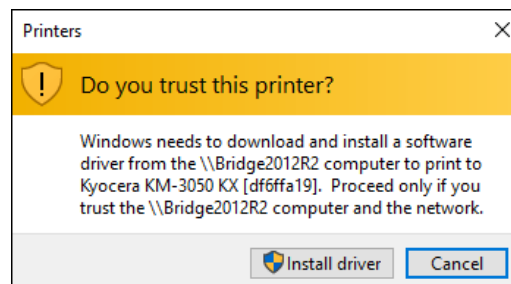 Printers
Do you trust this printer?
Windows needs to download and install a software
driver from the \\Bridge2012R2 computer to print to
Kyocera KM-3050 KX [df6ffa19].  Proceed only if you
trust the \\Bridge2012R2 computer and the network.
Install driver
Cancel